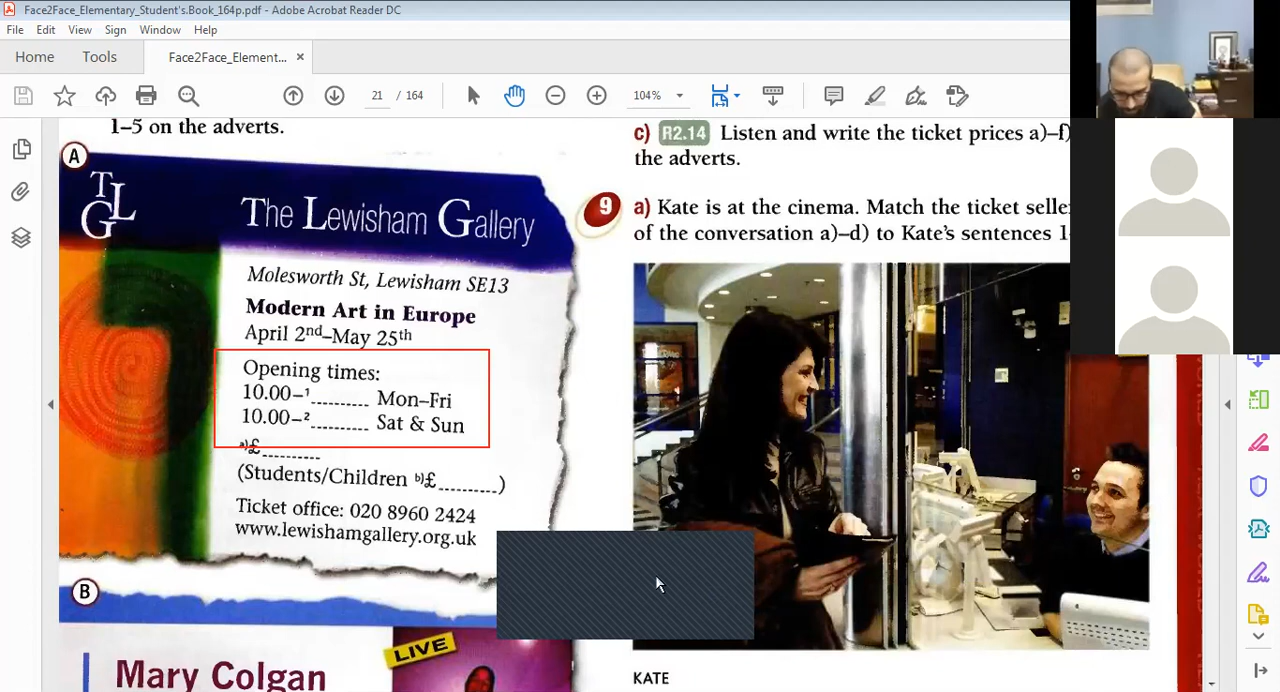 Face2Face_Elementary_Student's.Book_164p.pdf - Adobe Acrobat Reader DC
File Edit View Sign Window Help
Home Tools Face2Face_Element... ×
21 / 164 104%
1–5 on the adverts.
A
TLG
The Lewisham Gallery
Molesworth St, Lewisham SE13
Modern Art in Europe
April 2nd–May 25th
Opening times:
10.00–1.......... Mon–Fri
10.00–2.......... Sat & Sun
a)£..........
(Students/Children b)£..........)
Ticket office: 020 8960 2424
www.lewishamgallery.org.uk
B
LIVE
Mary Colgan
c) R2.14 Listen and write the ticket prices a)–f)
the adverts.
9 a) Kate is at the cinema. Match the ticket selle
of the conversation a)–d) to Kate's sentences 1
KATE